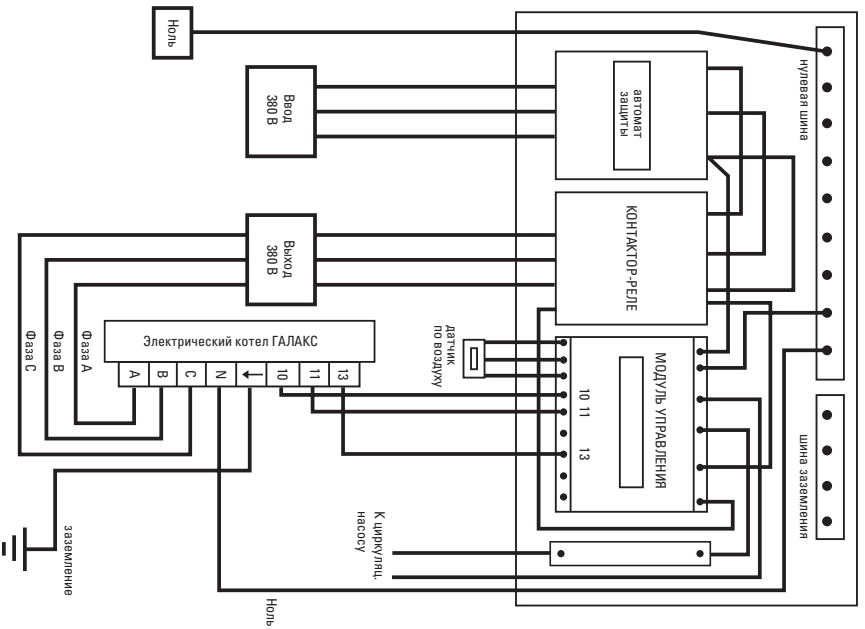 Ноль
Ввод
380 В
автомат
защиты
нулевая шина
КОНТАКТОР-РЕЛЕ
Выход
380 В
Электрический котел ГАЛАКС
A
B
C
N
10
11
13
Фаза А
Фаза В
Фаза С
датчик
по воздуху
10 11
13
МОДУЛЬ УПРАВЛЕНИЯ
шина заземления
К циркуляц.
насосу
заземление
Ноль